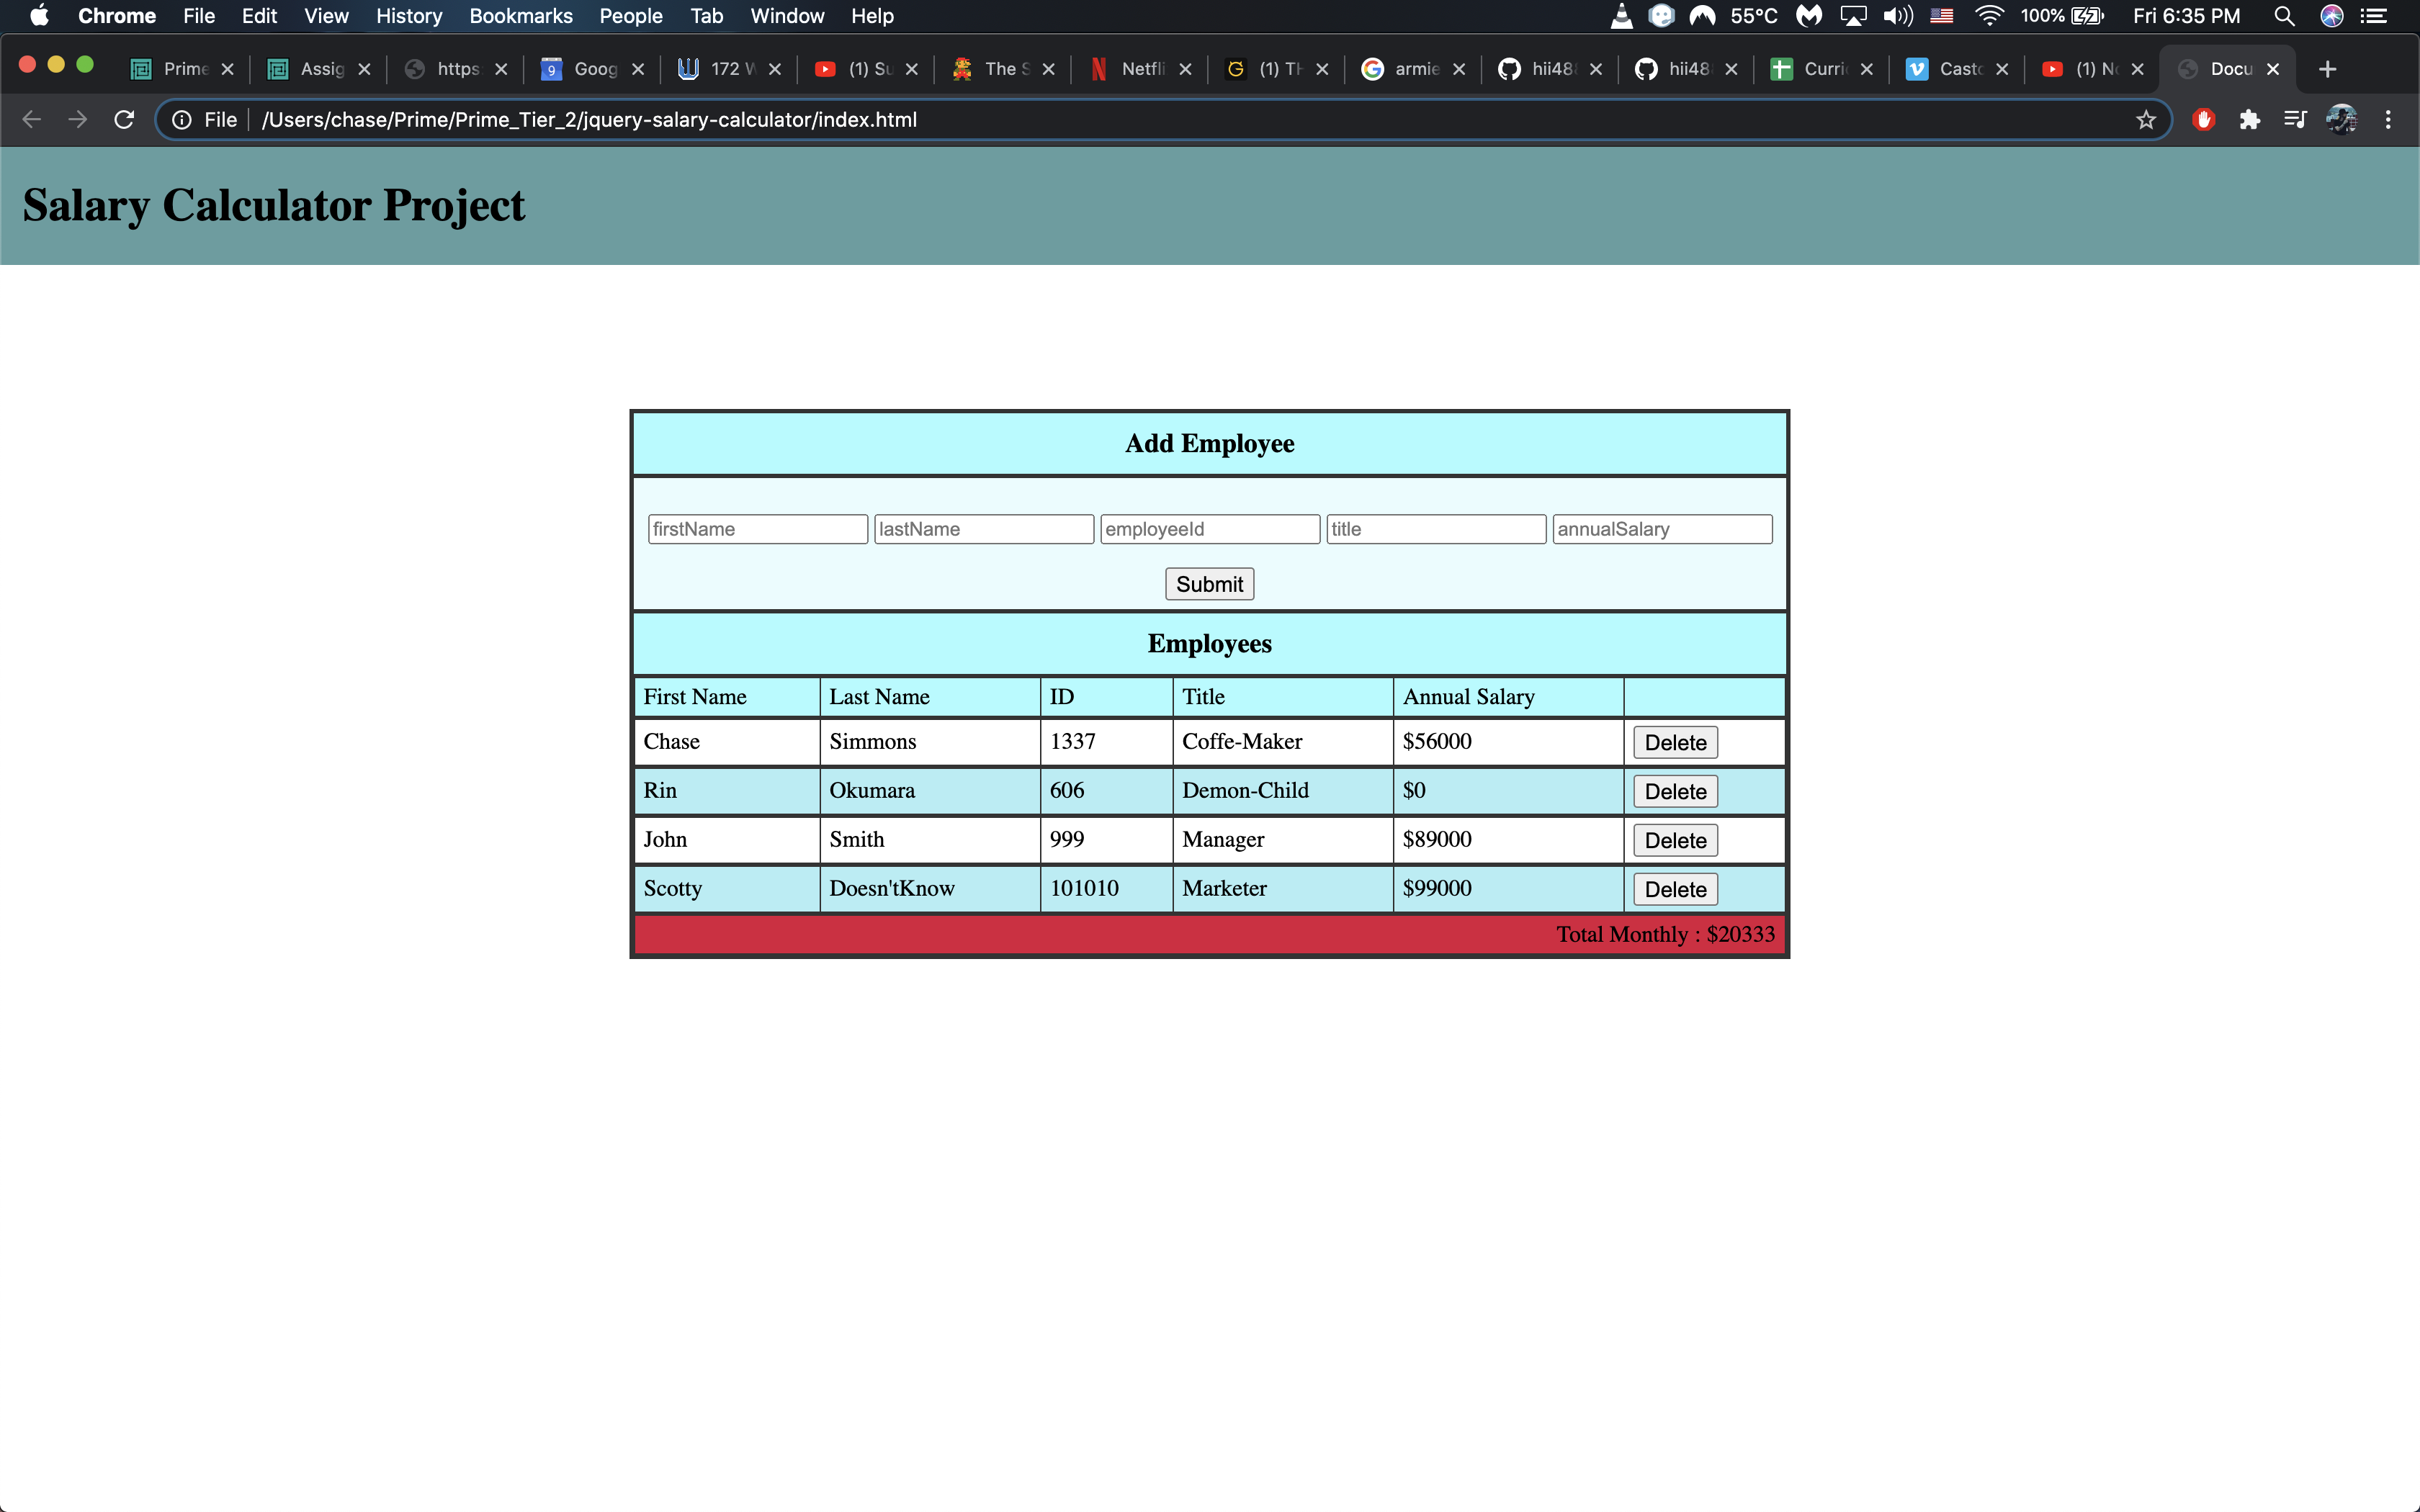 Chrome File Edit View History Bookmarks People Tab Window Help 55°C 100% Fri 6:35 PM
Prime Assig https 9 Goog 172 W (1) Su The S Netfli (1) TH armie hii48 hii48 Curri Casto (1) No Docu
File /Users/chase/Prime/Prime_Tier_2/jquery-salary-calculator/index.html
Salary Calculator Project
Add Employee
firstName lastName employeeId title annualSalary
Submit
Employees
First Name Last Name ID Title Annual Salary
Chase Simmons 1337 Coffe-Maker $56000 Delete
Rin Okumara 606 Demon-Child $0 Delete
John Smith 999 Manager $89000 Delete
Scotty Doesn'tKnow 101010 Marketer $99000 Delete
Total Monthly : $20333